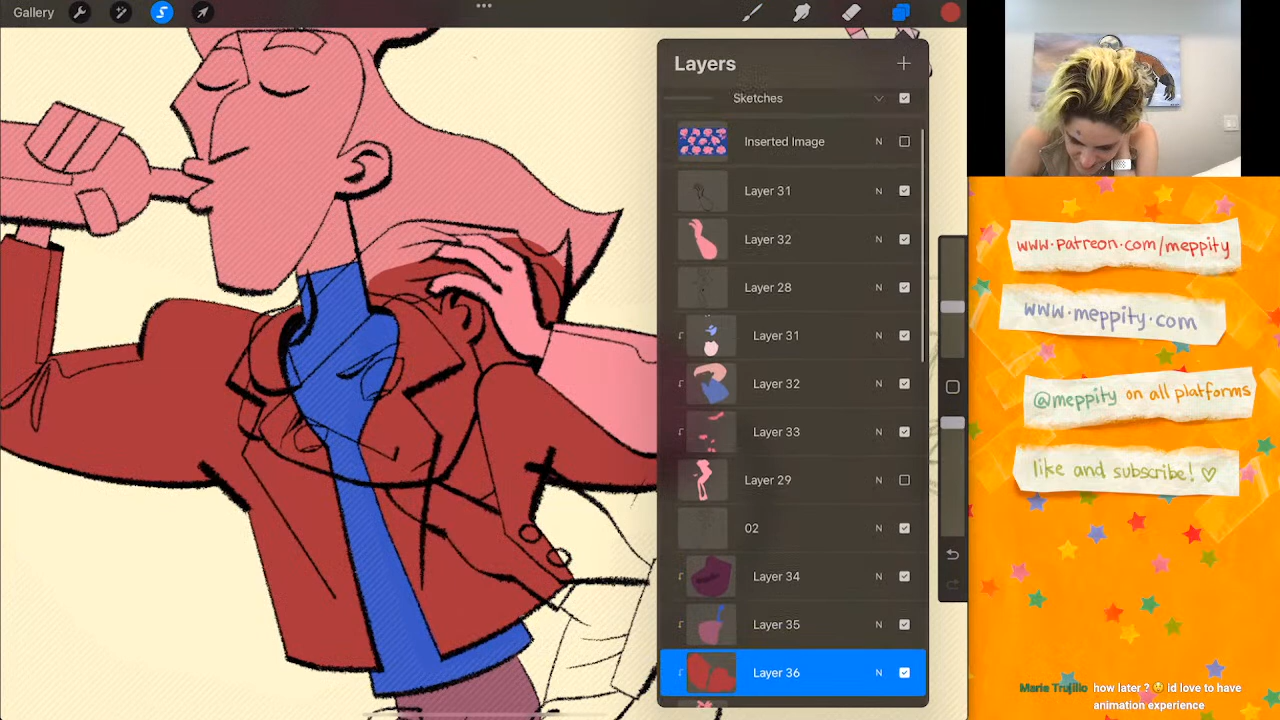 Gallery
Layers
Sketches
Inserted Image N
Layer 31 N
Layer 32 N
Layer 28 N
Layer 31 N
Layer 32 N
Layer 33 N
Layer 29 N
02 N
Layer 34 N
Layer 35 N
Layer 36 N
www.patreon.com/meppity
www.meppity.com
@meppity on all platforms
like and subscribe! ♡
Marie Trujillo how later ? 😢 id love to have
animation experience